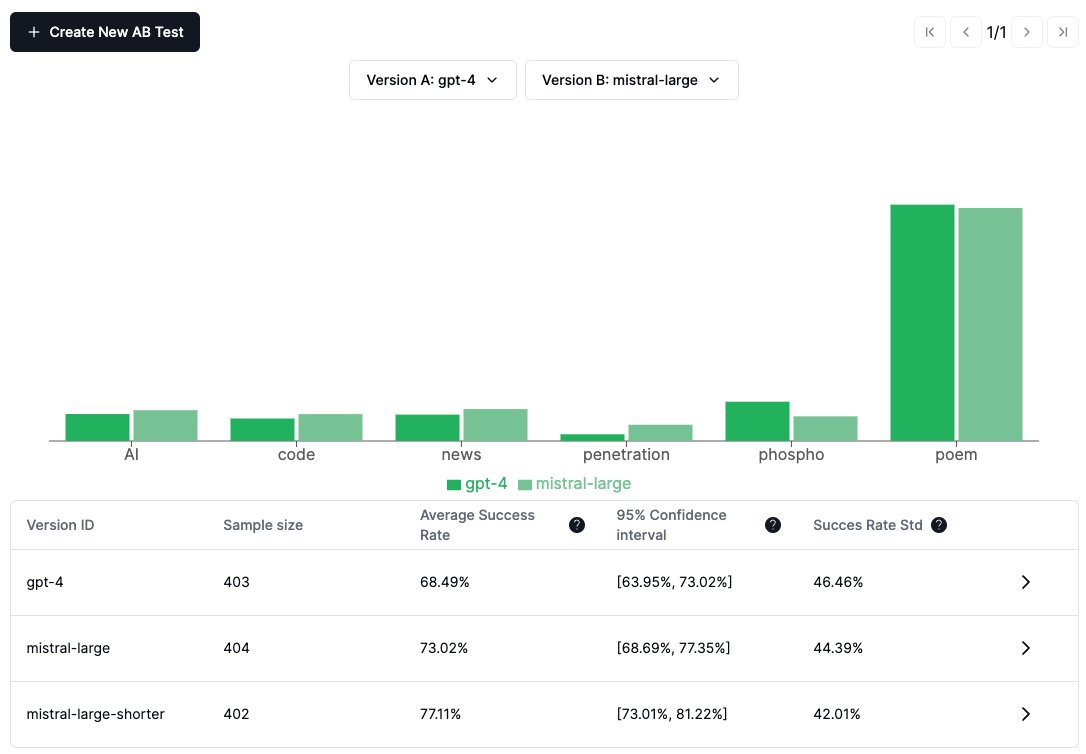 + Create New AB Test
1/1
Version A: gpt-4
Version B: mistral-large
AI
code
news
penetration
phospho
poem
gpt-4
mistral-large
Version ID
Sample size
Average Success
Rate
?
95% Confidence
interval
?
Succes Rate Std
?
gpt-4
403
68.49%
[63.95%, 73.02%]
46.46%
mistral-large
404
73.02%
[68.69%, 77.35%]
44.39%
mistral-large-shorter
402
77.11%
[73.01%, 81.22%]
42.01%